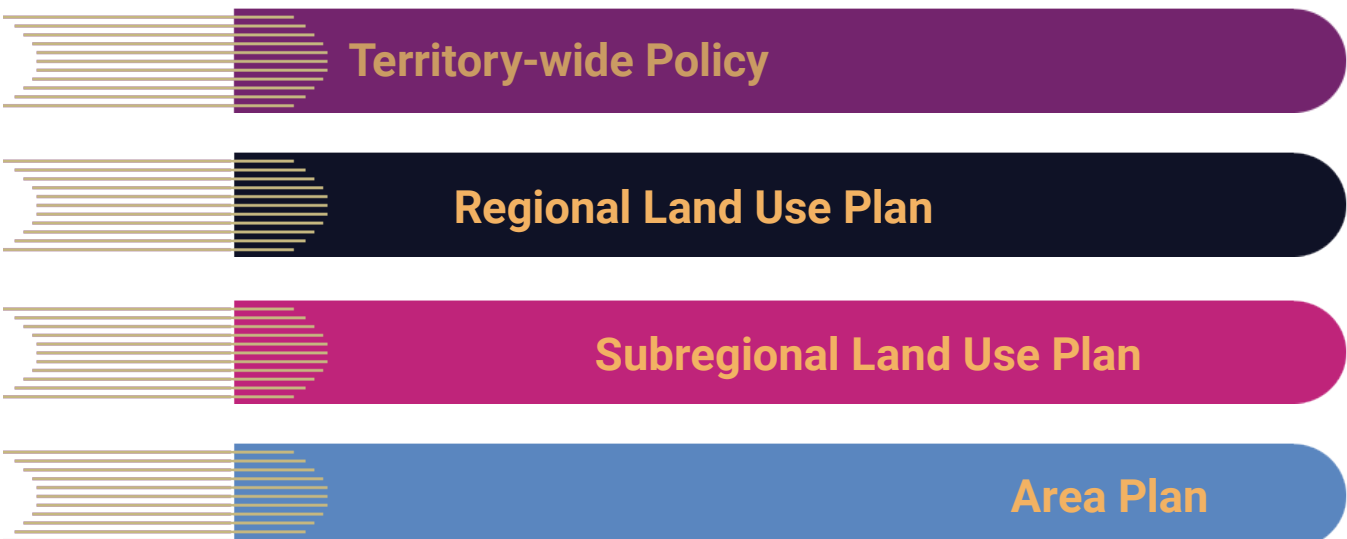 Territory-wide Policy
Regional Land Use Plan
Subregional Land Use Plan
Area Plan